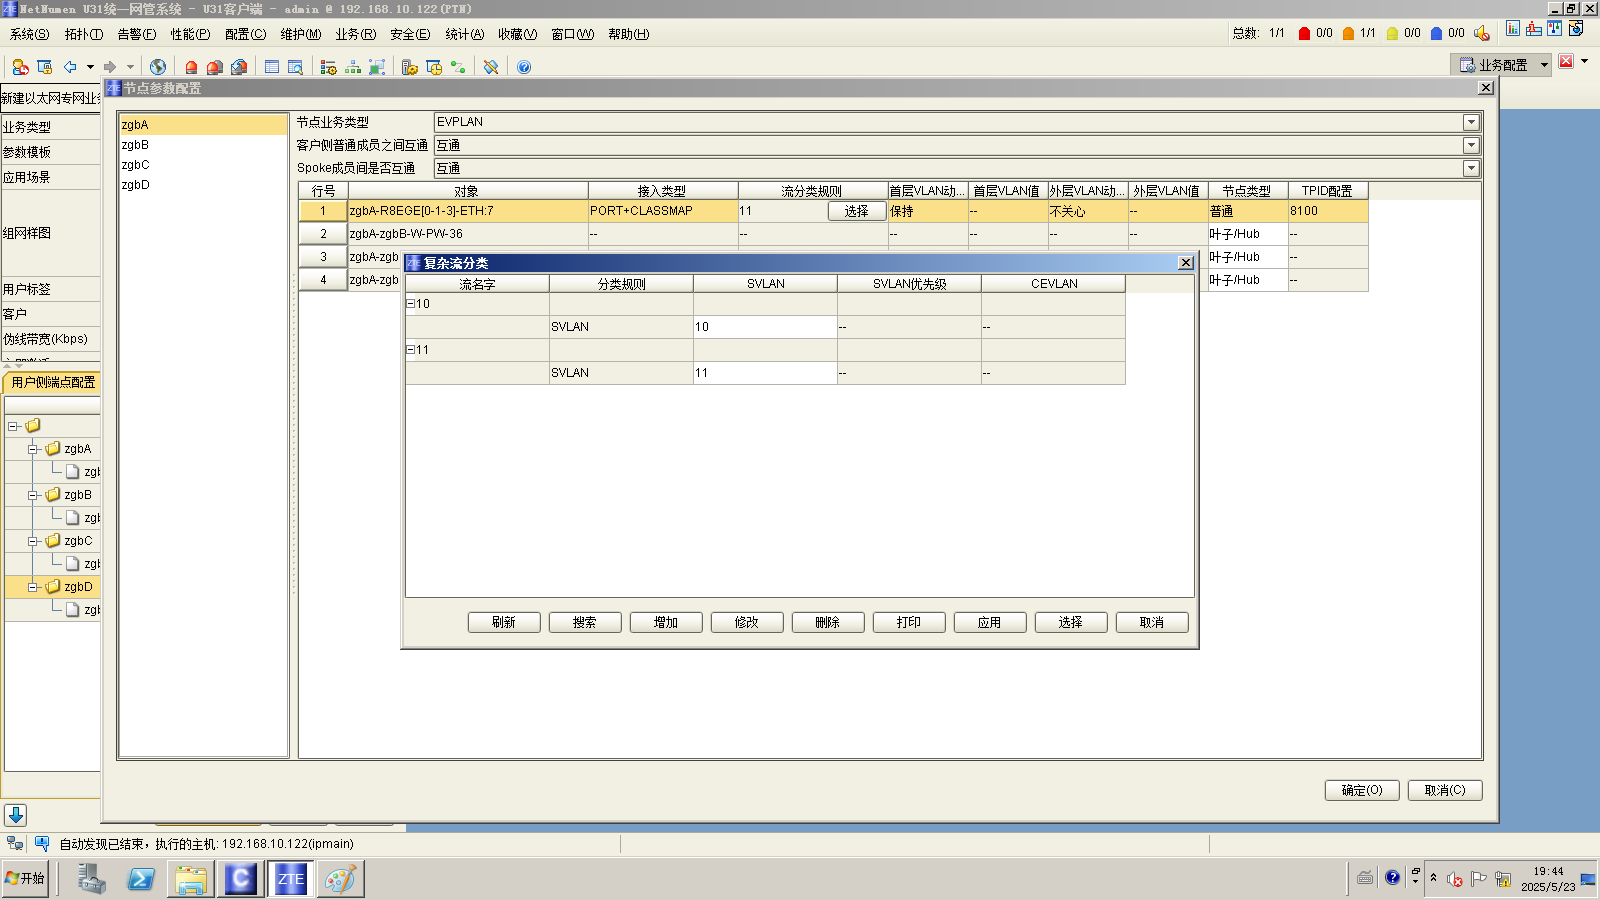 NetNumen U31统一网管系统 - U31客户端 - admin @ 192.168.10.122(PTN)
系统(S) 拓扑(T) 告警(F) 性能(P) 配置(C) 维护(M) 业务(R) 安全(E) 统计(A) 收藏(V) 窗口(W) 帮助(H)
总数: 1/1 0/0 1/1 0/0 0/0
业务配置
新建以太网专网业务
业务类型
参数模板
应用场景
组网样图
用户标签
客户
伪线带宽(Kbps)
用户侧端点配置
zgbA
zgb
zgbB
zgb
zgbC
zgb
zgbD
zgb
ZTE 节点参数配置
zgbA
zgbB
zgbC
zgbD
节点业务类型 EVPLAN
客户侧普通成员之间互通 互通
Spoke成员间是否互通 互通
行号 对象 接入类型 流分类规则 首层VLAN动... 首层VLAN值 外层VLAN动... 外层VLAN值 节点类型 TPID配置
1 zgbA-R8EGE[0-1-3]-ETH:7 PORT+CLASSMAP 11 选择 保持 -- 不关心 -- 普通 8100
2 zgbA-zgbB-W-PW-36 -- -- -- -- -- -- 叶子/Hub --
3 zgbA-zgb 叶子/Hub --
4 zgbA-zgb 叶子/Hub --
ZTE 复杂流分类
流名字 分类规则 SVLAN SVLAN优先级 CEVLAN
10
SVLAN 10 -- --
11
SVLAN 11 -- --
刷新 搜索 增加 修改 删除 打印 应用 选择 取消
确定(O) 取消(C)
自动发现已结束，执行的主机: 192.168.10.122(ipmain)
开始 C ZTE
19:44
2025/5/23